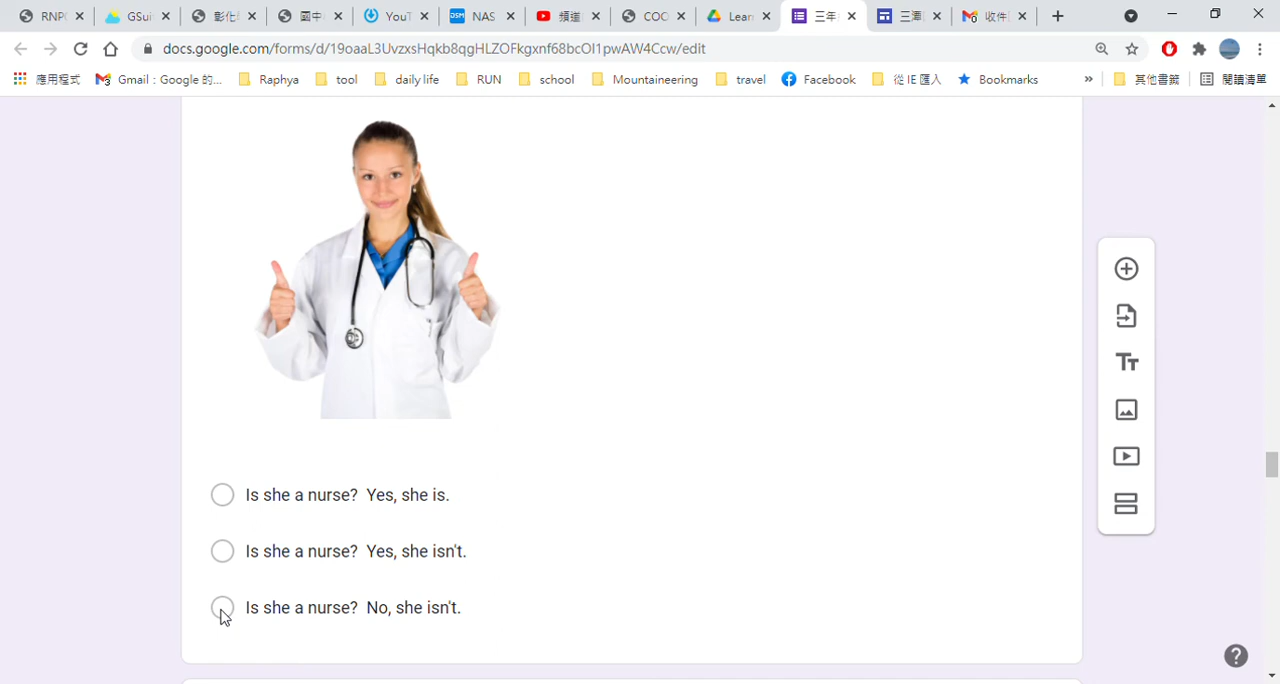 RNPC
GSui
彰化
國中
YouT
NAS
頻道
COC
Lear
三年
三潭
收件
docs.google.com/forms/d/19oaaL3UvzxsHqkb8qgHLZOFkgxnf68bcOI1pwAW4Ccw/edit
應用程式
Gmail：Google 的...
Raphya
tool
daily life
RUN
school
Mountaineering
travel
Facebook
從 IE 匯入
Bookmarks
»
其他書籤
閱讀清單
Is she a nurse?  Yes, she is.
Is she a nurse?  Yes, she isn't.
Is she a nurse?  No, she isn't.